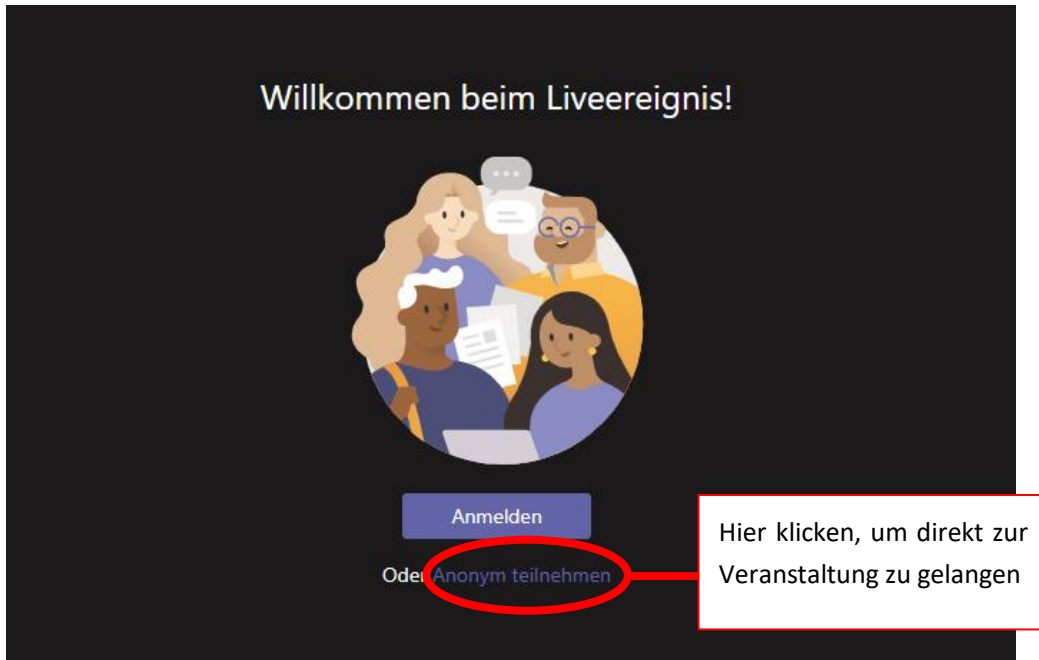 Willkommen beim Liveereignis!
Anmelden
Oder Anonym teilnehmen
Hier klicken, um direkt zur
Veranstaltung zu gelangen